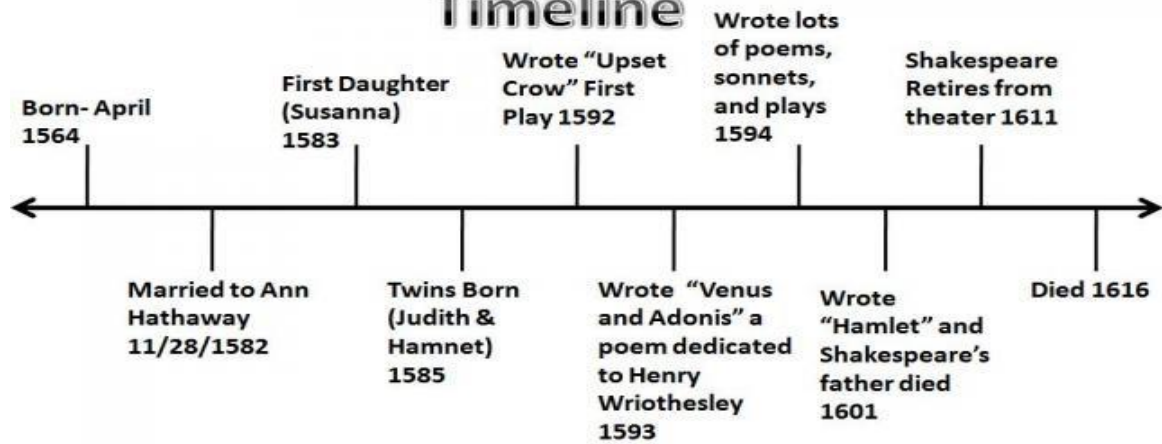 Timeline
Born- April
1564
First Daughter
(Susanna)
1583
Wrote “Upset
Crow” First
Play 1592
Wrote lots
of poems,
sonnets,
and plays
1594
Shakespeare
Retires from
theater 1611
Married to Ann
Hathaway
11/28/1582
Twins Born
(Judith &
Hamnet)
1585
Wrote “Venus
and Adonis” a
poem dedicated
to Henry
Wriothesley
1593
Wrote
“Hamlet” and
Shakespeare’s
father died
1601
Died 1616